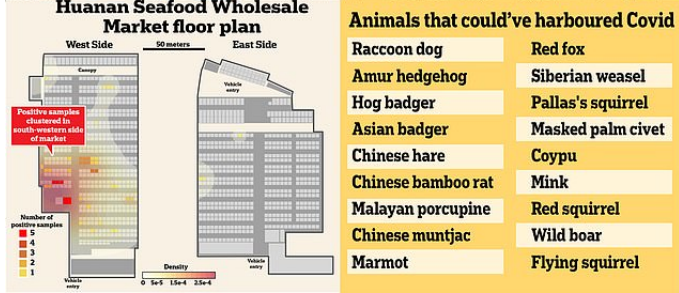 Huanan Seafood Wholesale
Market floor plan
West Side
50 meters
East Side
Canopy
Vehicle
entry
Positive samples
clustered in
south-western side
of market
Number of
positive samples
5
4
3
2
1
Vehicle
entry
Density
0 5e-5 1.5e-4 2.5e-4
Vehicle
entry
Animals that could've harboured Covid
Raccoon dog
Red fox
Amur hedgehog
Siberian weasel
Hog badger
Pallas's squirrel
Asian badger
Masked palm civet
Chinese hare
Coypu
Chinese bamboo rat
Mink
Malayan porcupine
Red squirrel
Chinese muntjac
Wild boar
Marmot
Flying squirrel